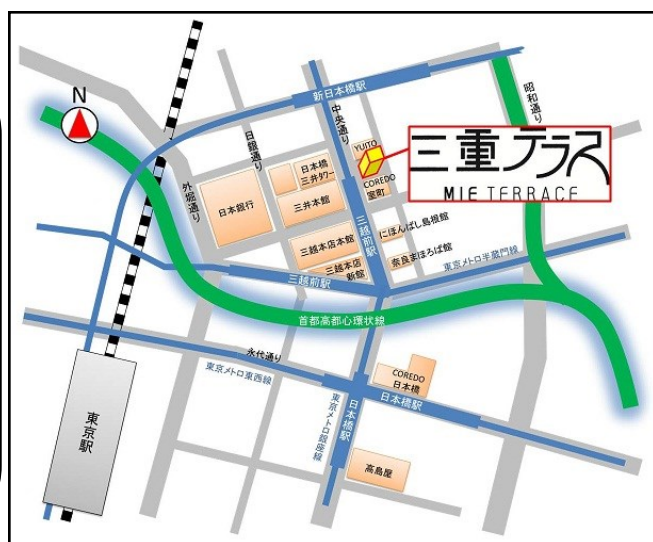 N
新日本橋駅
中央通り
昭和通り
日銀通り
外堀通り
YUITO
三重テラス
MIE TERRACE
日本橋
三井タワー
COREDO
室町
日本銀行
三井本館
三越前駅
にほんばし島根館
三越本店本館
奈良まほろば館
三越本店
新館
東京メトロ半蔵門線
三越前駅
首都高都心環状線
永代通り
東京メトロ東西線
COREDO
日本橋
日本橋駅
日本橋駅
東京メトロ銀座線
東京駅
高島屋